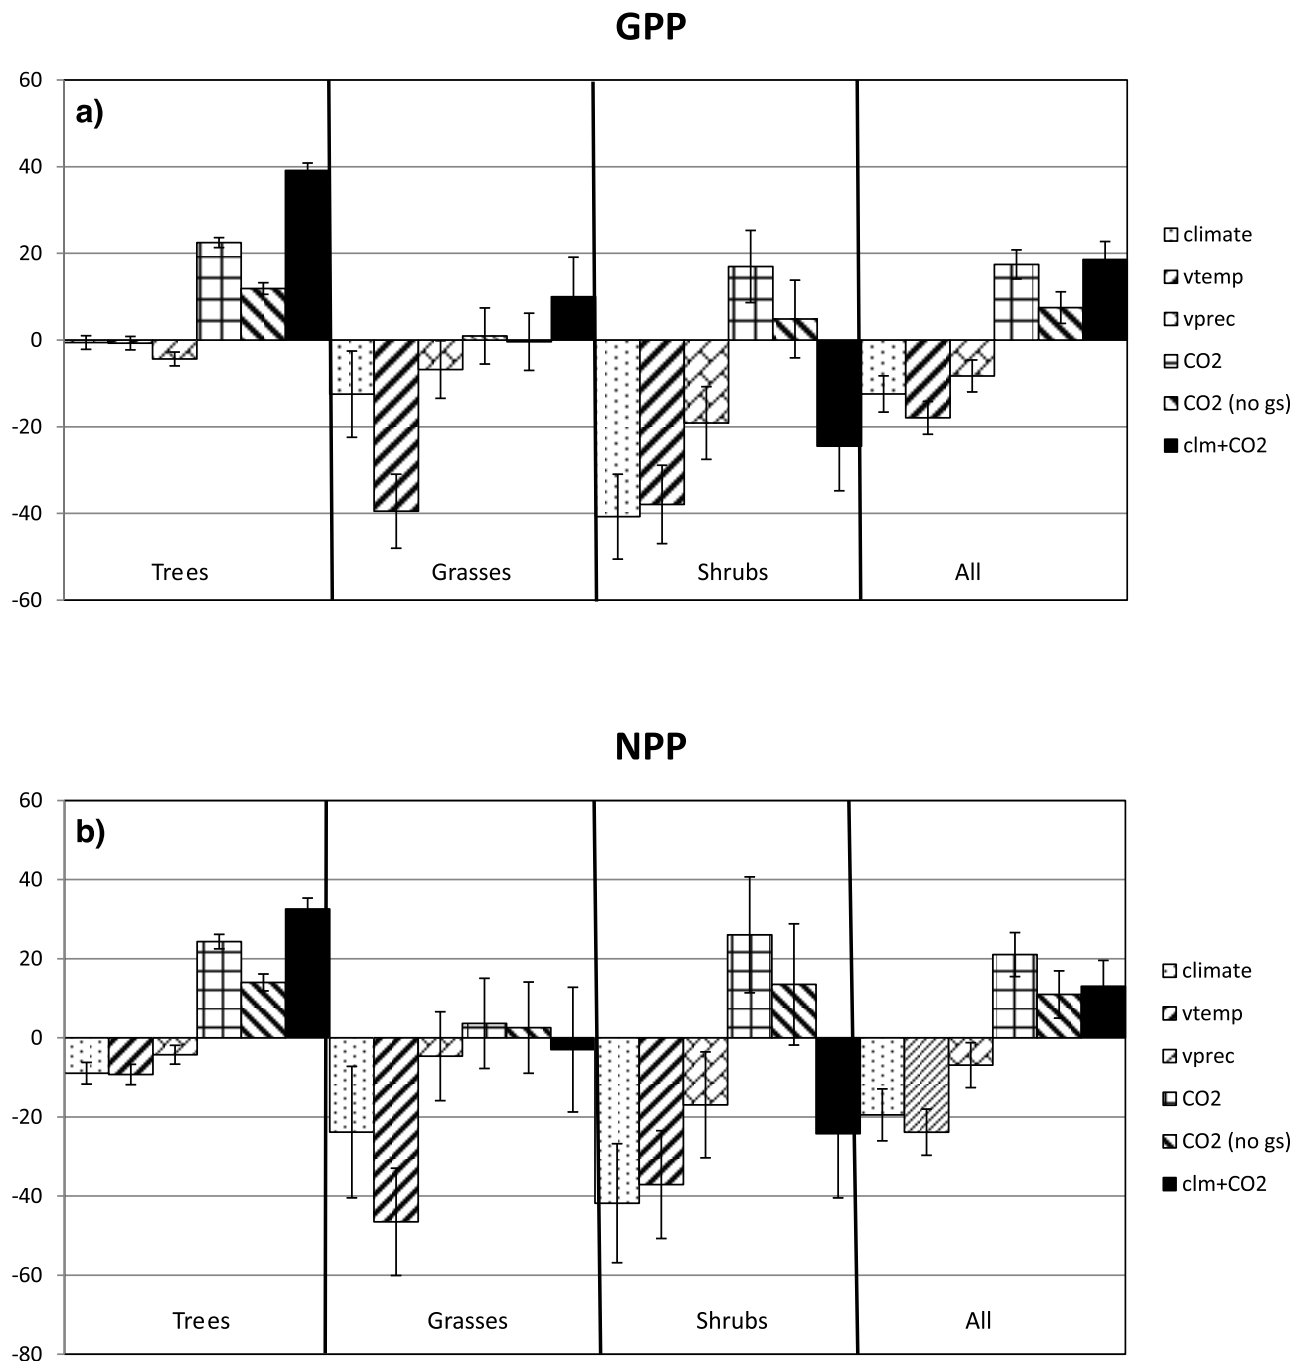 GPP
60
a)
40
20
0
-20
-40
-60
Trees Grasses Shrubs All
climate
vtemp
vprec
CO2
CO2 (no gs)
clm+CO2
NPP
60
b)
40
20
0
-20
-40
-60
-80
Trees Grasses Shrubs All
climate
vtemp
vprec
CO2
CO2 (no gs)
clm+CO2